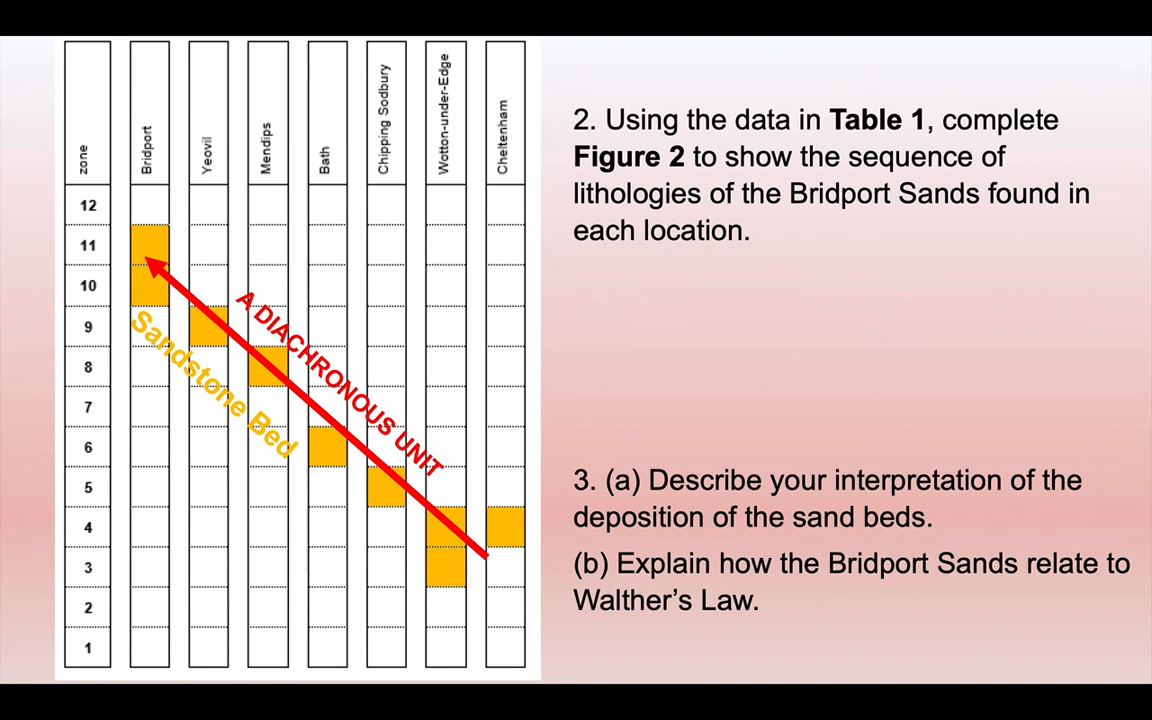 zone
Bridport
Yeovil
Mendips
Bath
Chipping Sodbury
Wotton-under-Edge
Cheltenham
12
11
10
9
8
7
6
5
4
3
2
1
A DIACHRONOUS UNIT
Sandstone Bed
2. Using the data in Table 1, complete
Figure 2 to show the sequence of
lithologies of the Bridport Sands found in
each location.
3. (a) Describe your interpretation of the
deposition of the sand beds.
(b) Explain how the Bridport Sands relate to
Walther’s Law.